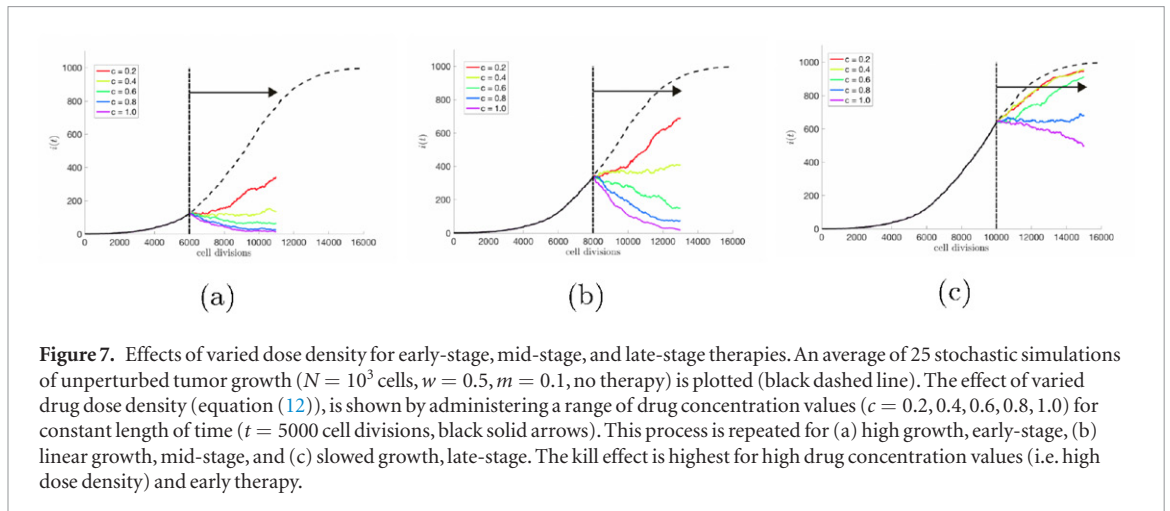 1000
800
600
400
200
0
i(t)
c = 0.2
c = 0.4
c = 0.6
c = 0.8
c = 1.0
0 2000 4000 6000 8000 10000 12000 14000 16000
cell divisions
(a)
1000
800
600
400
200
0
i(t)
c = 0.2
c = 0.4
c = 0.6
c = 0.8
c = 1.0
0 2000 4000 6000 8000 10000 12000 14000 16000
cell divisions
(b)
1000
800
600
400
200
0
i(t)
c = 0.2
c = 0.4
c = 0.6
c = 0.8
c = 1.0
0 2000 4000 6000 8000 10000 12000 14000 16000
cell divisions
(c)
Figure 7. Effects of varied dose density for early-stage, mid-stage, and late-stage therapies. An average of 25 stochastic simulations
of unperturbed tumor growth (N = 10³ cells, w = 0.5, m = 0.1, no therapy) is plotted (black dashed line). The effect of varied
drug dose density (equation (12)), is shown by administering a range of drug concentration values (c = 0.2, 0.4, 0.6, 0.8, 1.0) for
constant length of time (t = 5000 cell divisions, black solid arrows). This process is repeated for (a) high growth, early-stage, (b)
linear growth, mid-stage, and (c) slowed growth, late-stage. The kill effect is highest for high drug concentration values (i.e. high
dose density) and early therapy.